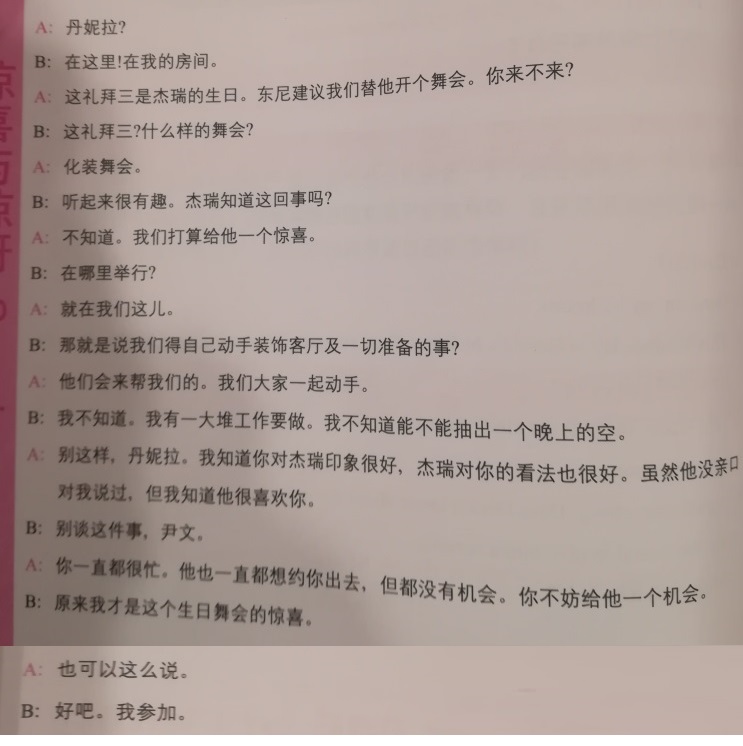 A: 丹妮拉?
B: 在这里!在我的房间。
A: 这礼拜三是杰瑞的生日。东尼建议我们替他开个舞会。你来不来?
B: 这礼拜三?什么样的舞会?
A: 化装舞会。
B: 听起来很有趣。杰瑞知道这回事吗?
A: 不知道。我们打算给他一个惊喜。
B: 在哪里举行?
A: 就在我们这儿。
B: 那就是说我们得自己动手装饰客厅及一切准备的事?
A: 他们会来帮我们的。我们大家一起动手。
B: 我不知道。我有一大堆工作要做。我不知道能不能抽出一个晚上的空。
A: 别这样，丹妮拉。我知道你对杰瑞印象很好，杰瑞对你的看法也很好。虽然他没亲口
对我说过，但我知道他很喜欢你。
B: 别谈这件事，尹文。
A: 你一直都很忙。他也一直都想约你出去，但都没有机会。你不妨给他一个机会。
B: 原来我才是这个生日舞会的惊喜。
A: 也可以这么说。
B: 好吧。我参加。